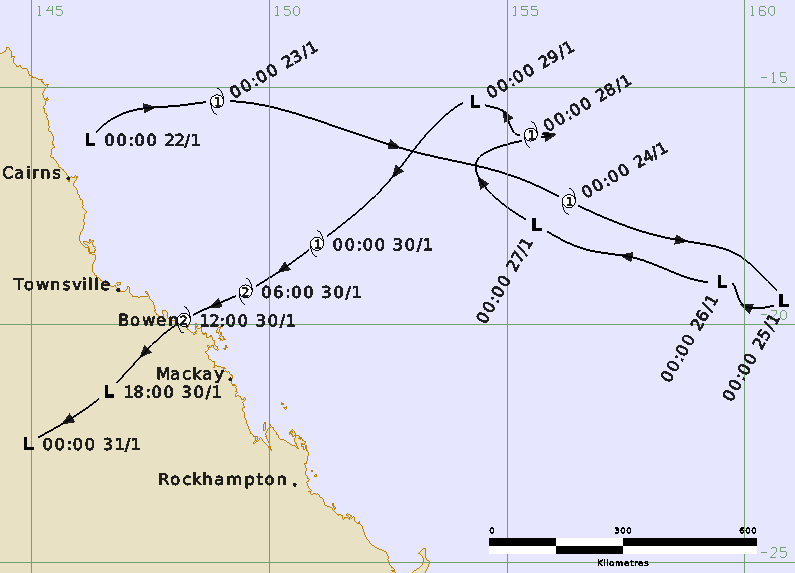 145
150
155
160
-15
00:00 23/1
00:00 29/1
L
1
1
00:00 28/1
L 00:00 22/1
Cairns
00:00 24/1
1
L
00:00 27/1
1 00:00 30/1
Townsville
2 06:00 30/1
L
00:00 26/1
L
00:00 25/1
-20
Bowen 2 12:00 30/1
Mackay
L 18:00 30/1
L 00:00 31/1
Rockhampton
0 300 600
Kilometres
-25